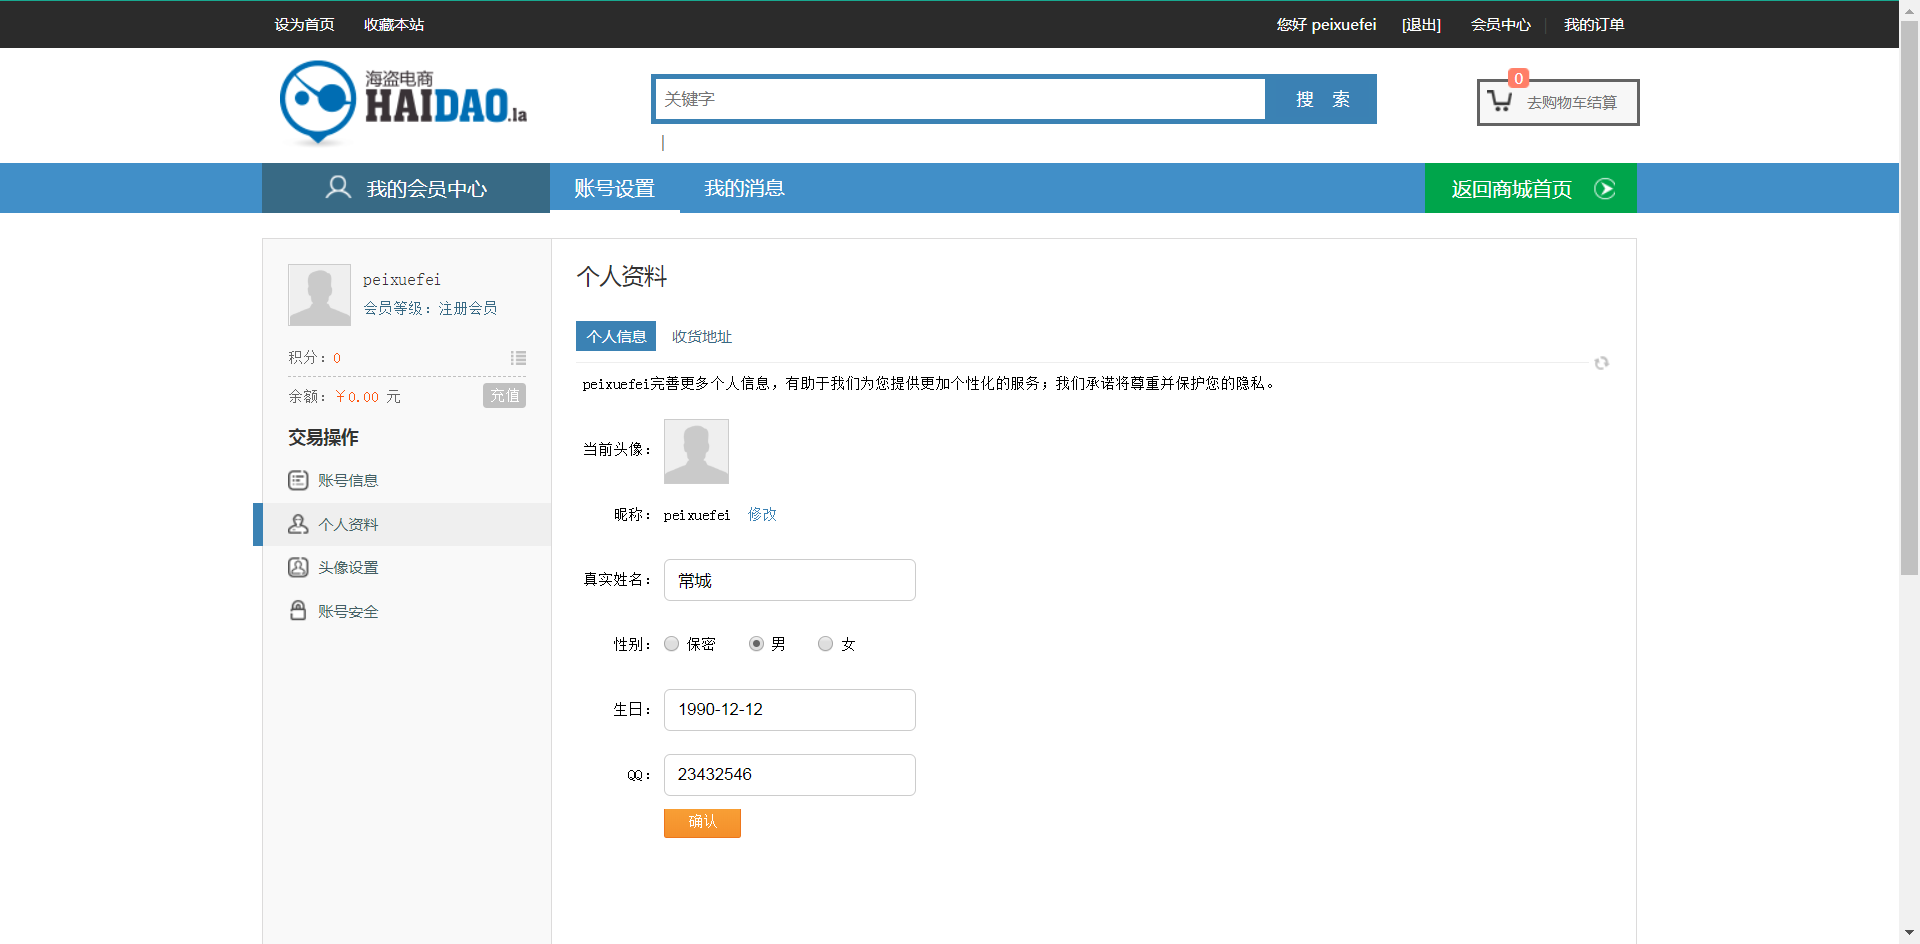 设为首页 收藏本站 您好 peixuefei [退出] 会员中心 我的订单
海盗电商
HAIDAO.la
关键字 搜 索
0
去购物车结算
|
我的会员中心 账号设置 我的消息 返回商城首页
peixuefei
会员等级：注册会员
积分：0
余额：￥0.00 元 充值
交易操作
账号信息
个人资料
头像设置
账号安全
个人资料
个人信息 收货地址
peixuefei完善更多个人信息，有助于我们为您提供更加个性化的服务；我们承诺将尊重并保护您的隐私。
当前头像：
昵称： peixuefei 修改
真实姓名： 常城
性别： 保密 男 女
生日： 1990-12-12
QQ： 23432546
确认